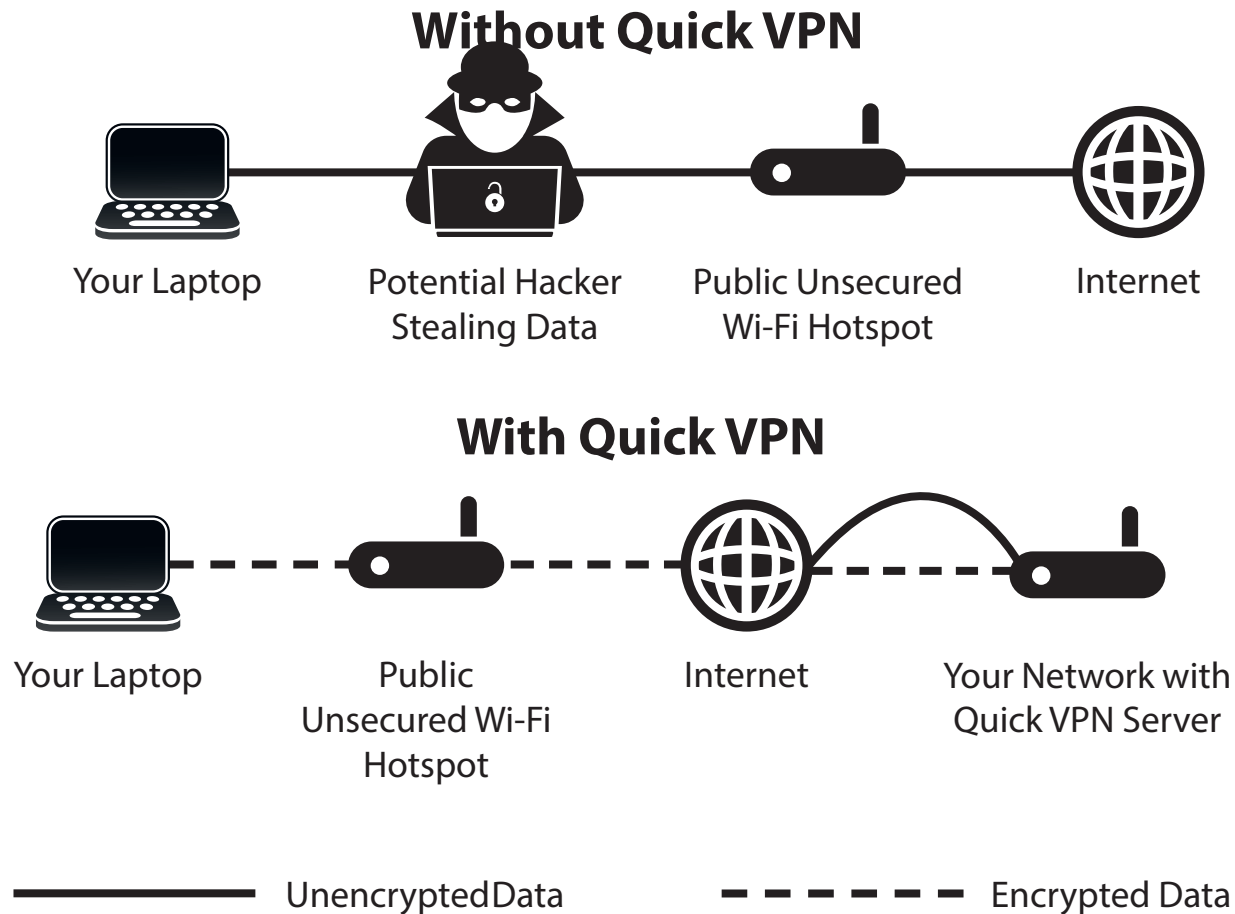 Without Quick VPN
Your Laptop
Potential Hacker
Stealing Data
Public Unsecured
Wi-Fi Hotspot
Internet
With Quick VPN
Your Laptop
Public
Unsecured Wi-Fi
Hotspot
Internet
Your Network with
Quick VPN Server
UnencryptedData
Encrypted Data